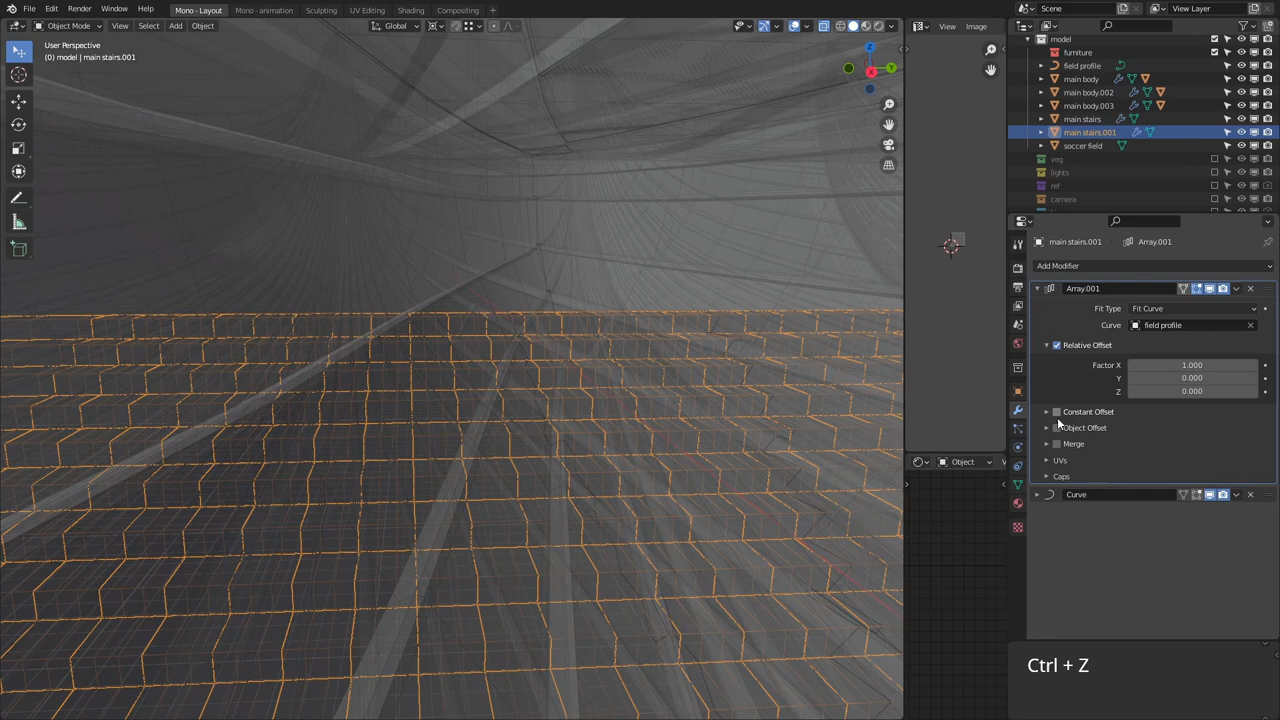 File Edit Render Window Help Mono - Layout Mono - animation Sculpting UV Editing Shading Compositing + Scene View Layer
Object Mode View Select Add Object Global View Image
User Perspective
(0) model | main stairs.001
Z
Y
X
model
furniture
field profile
main body
main body.002
main body.003
main stairs
main stairs.001
soccer field
veg
lights
ref
camera
main stairs.001 Array.001
Add Modifier
Array.001
Fit Type Fit Curve
Curve field profile
Relative Offset
Factor X 1.000
Y 0.000
Z 0.000
Constant Offset
Object Offset
Merge
Object V
UVs
Caps
Curve
Ctrl + Z